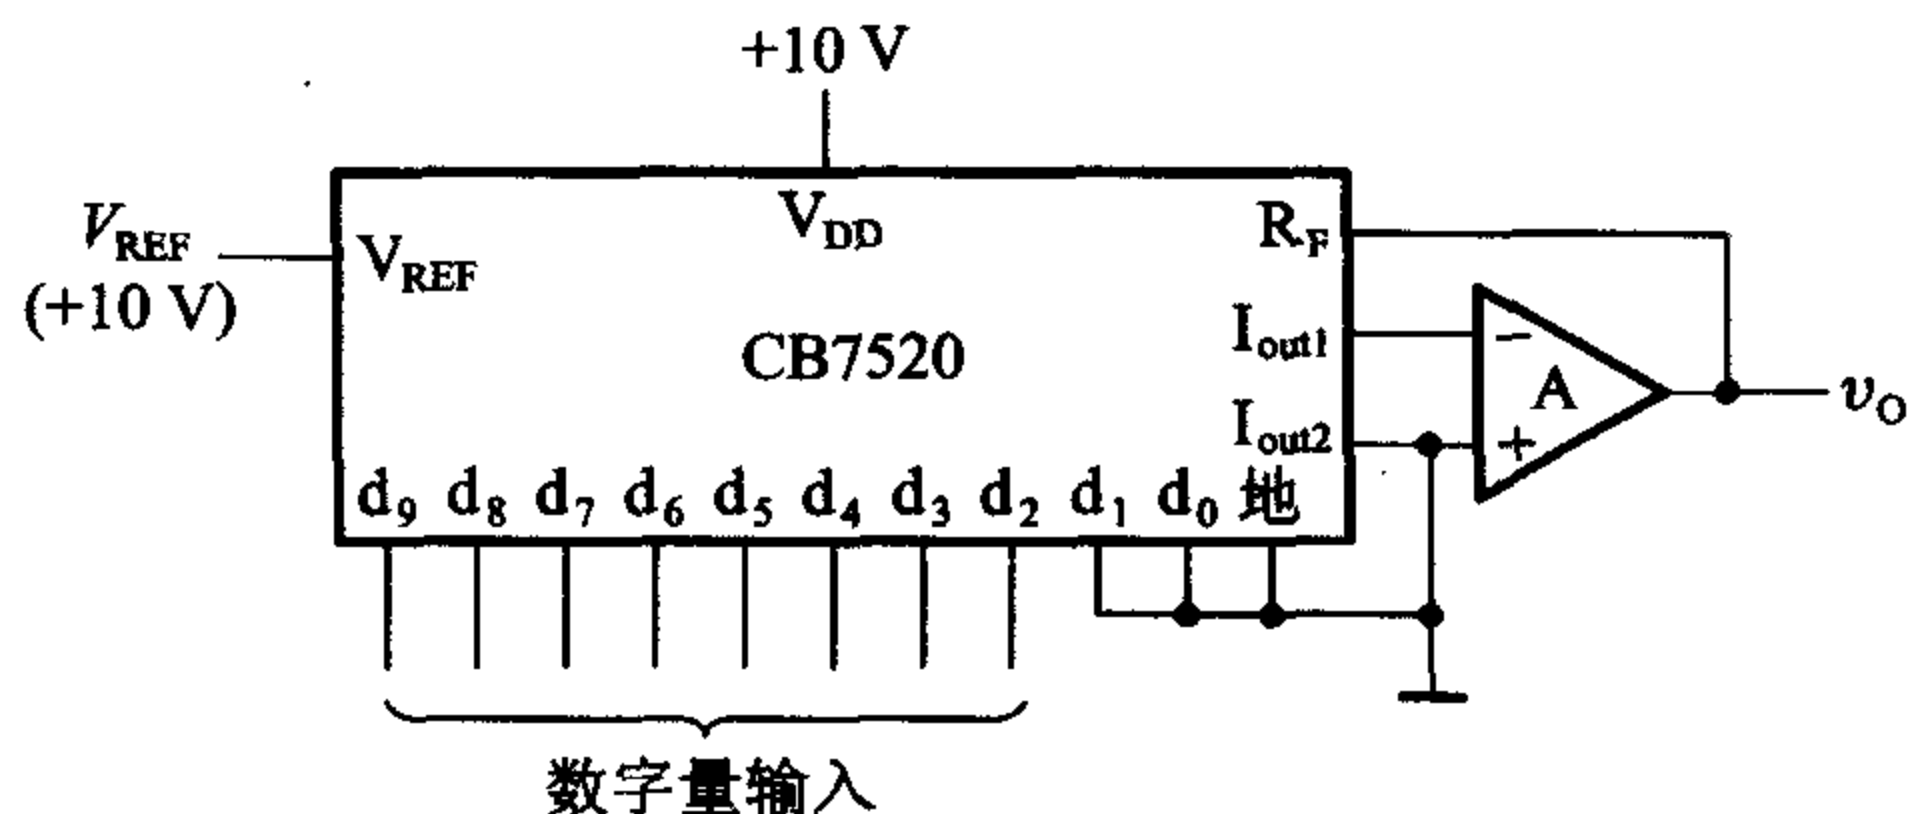 +10 V
V_REF
(+10 V)
V_REF
V_DD
R_F
CB7520
I_out1
I_out2
−
A
+
v_O
d_9 d_8 d_7 d_6 d_5 d_4 d_3 d_2 d_1 d_0 地
数字量输入